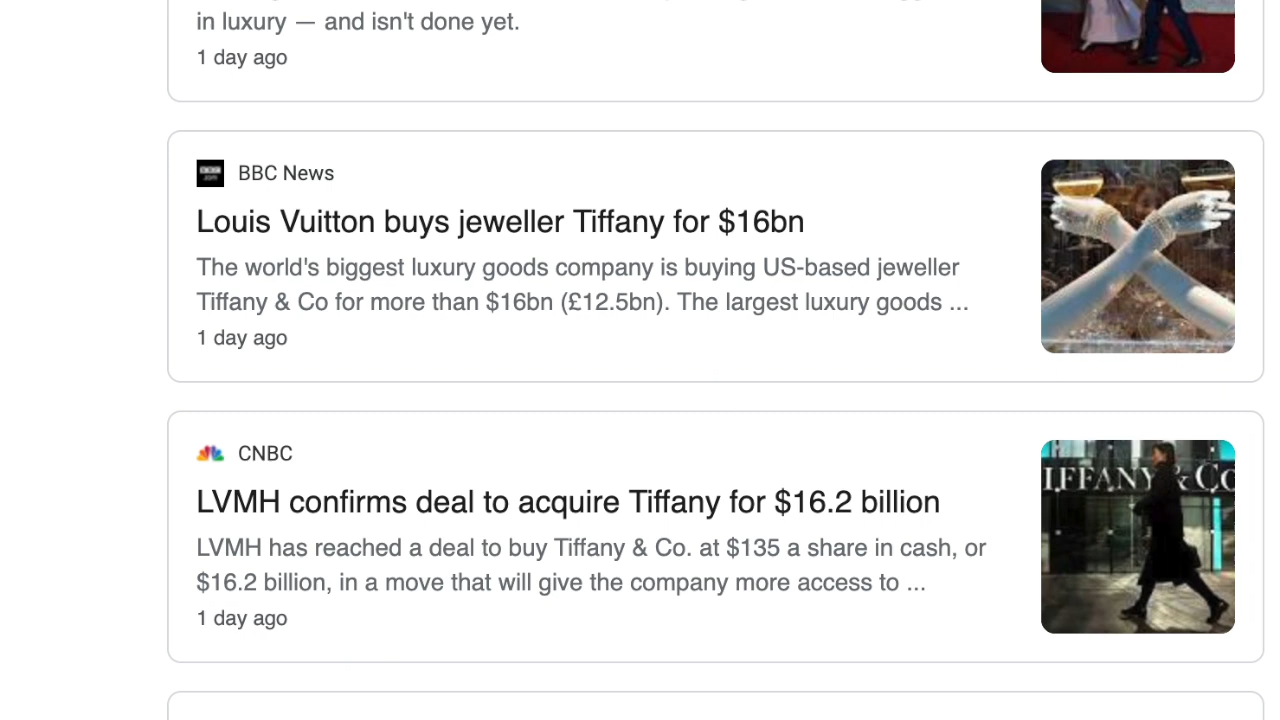 in luxury — and isn't done yet.
1 day ago
BBC News
Louis Vuitton buys jeweller Tiffany for $16bn
The world's biggest luxury goods company is buying US-based jeweller
Tiffany & Co for more than $16bn (£12.5bn). The largest luxury goods ...
1 day ago
CNBC
LVMH confirms deal to acquire Tiffany for $16.2 billion
IFFANY & Co
LVMH has reached a deal to buy Tiffany & Co. at $135 a share in cash, or
$16.2 billion, in a move that will give the company more access to ...
1 day ago